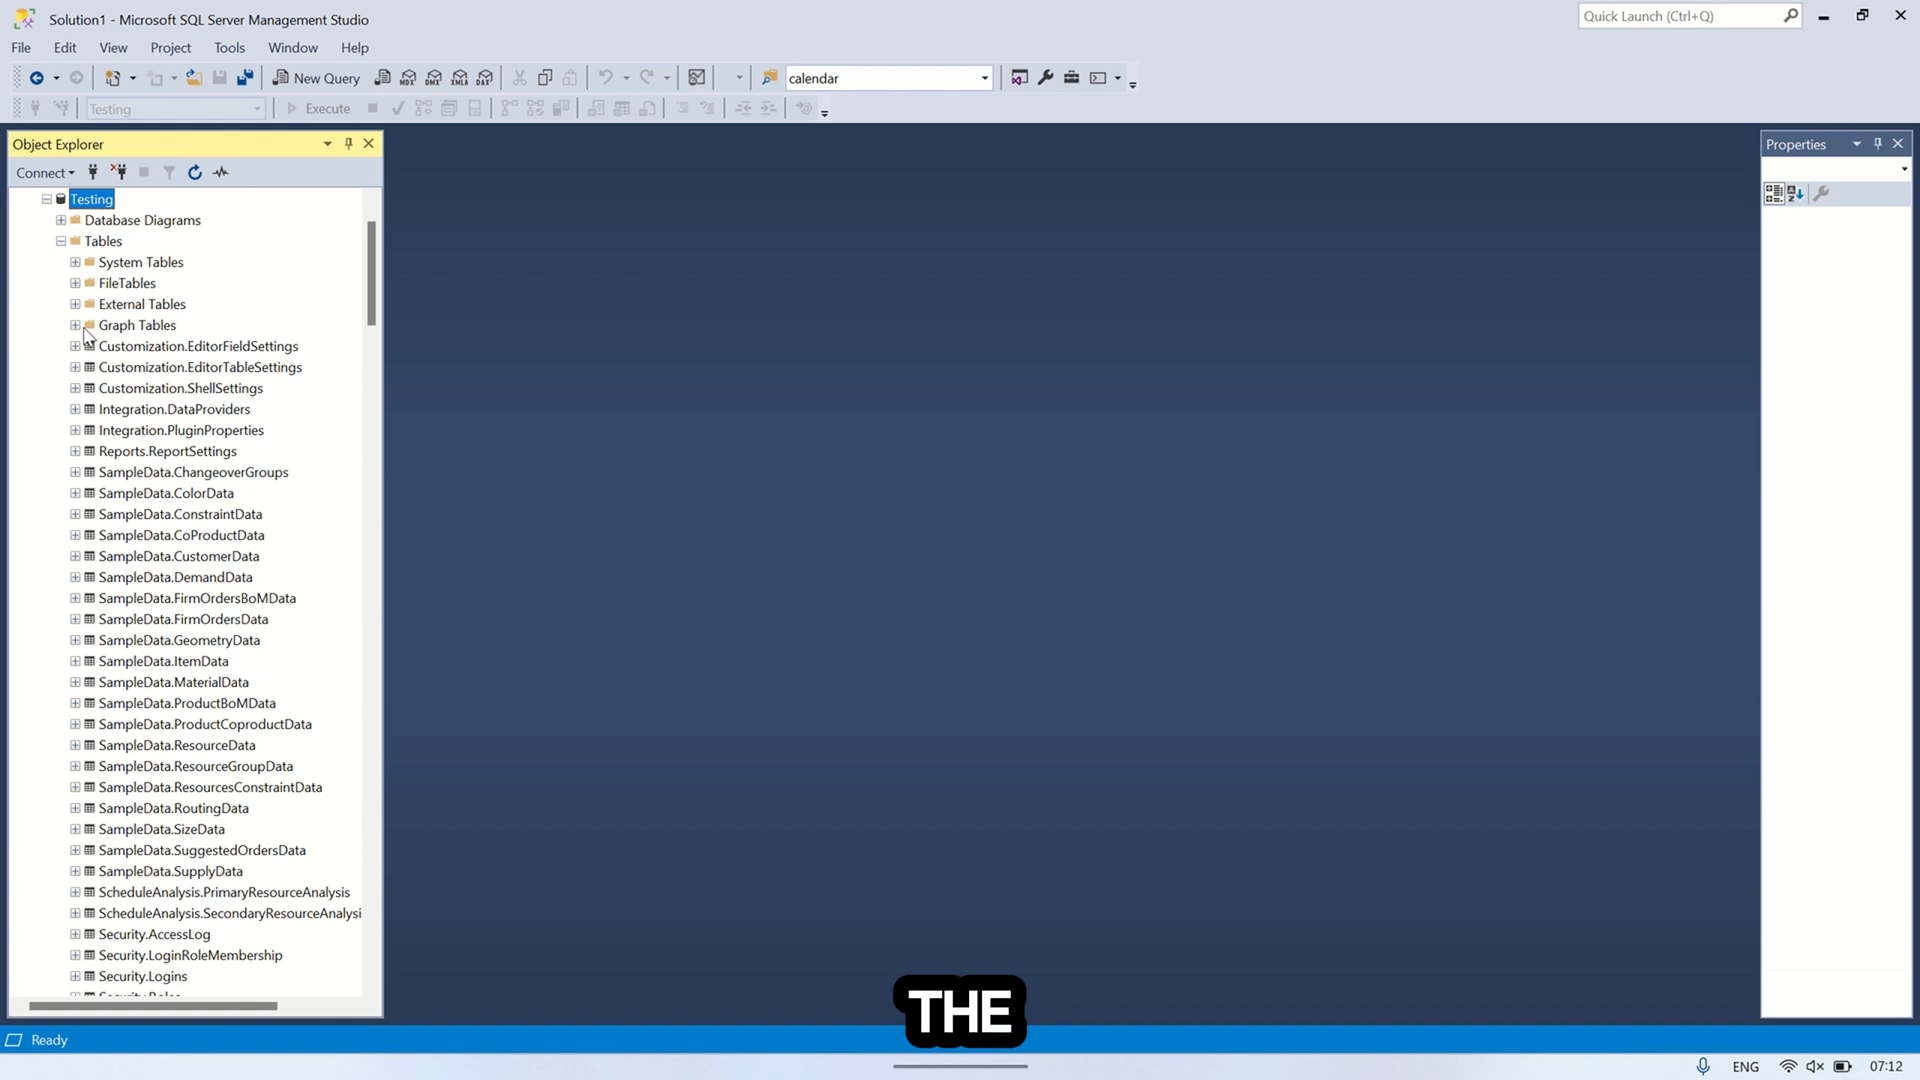 Solution1 - Microsoft SQL Server Management Studio
Quick Launch (Ctrl+Q)
File Edit View Project Tools Window Help
New Query
MDX DMX XMLA DAX
calendar
Testing
Execute
Object Explorer
Connect
Testing
Database Diagrams
Tables
System Tables
FileTables
External Tables
Graph Tables
Customization.EditorFieldSettings
Customization.EditorTableSettings
Customization.ShellSettings
Integration.DataProviders
Integration.PluginProperties
Reports.ReportSettings
SampleData.ChangeoverGroups
SampleData.ColorData
SampleData.ConstraintData
SampleData.CoProductData
SampleData.CustomerData
SampleData.DemandData
SampleData.FirmOrdersBoMData
SampleData.FirmOrdersData
SampleData.GeometryData
SampleData.ItemData
SampleData.MaterialData
SampleData.ProductBoMData
SampleData.ProductCoproductData
SampleData.ResourceData
SampleData.ResourceGroupData
SampleData.ResourcesConstraintData
SampleData.RoutingData
SampleData.SizeData
SampleData.SuggestedOrdersData
SampleData.SupplyData
ScheduleAnalysis.PrimaryResourceAnalysis
ScheduleAnalysis.SecondaryResourceAnalysi
Security.AccessLog
Security.LoginRoleMembership
Security.Logins
Properties
THE
Ready
ENG 07:12